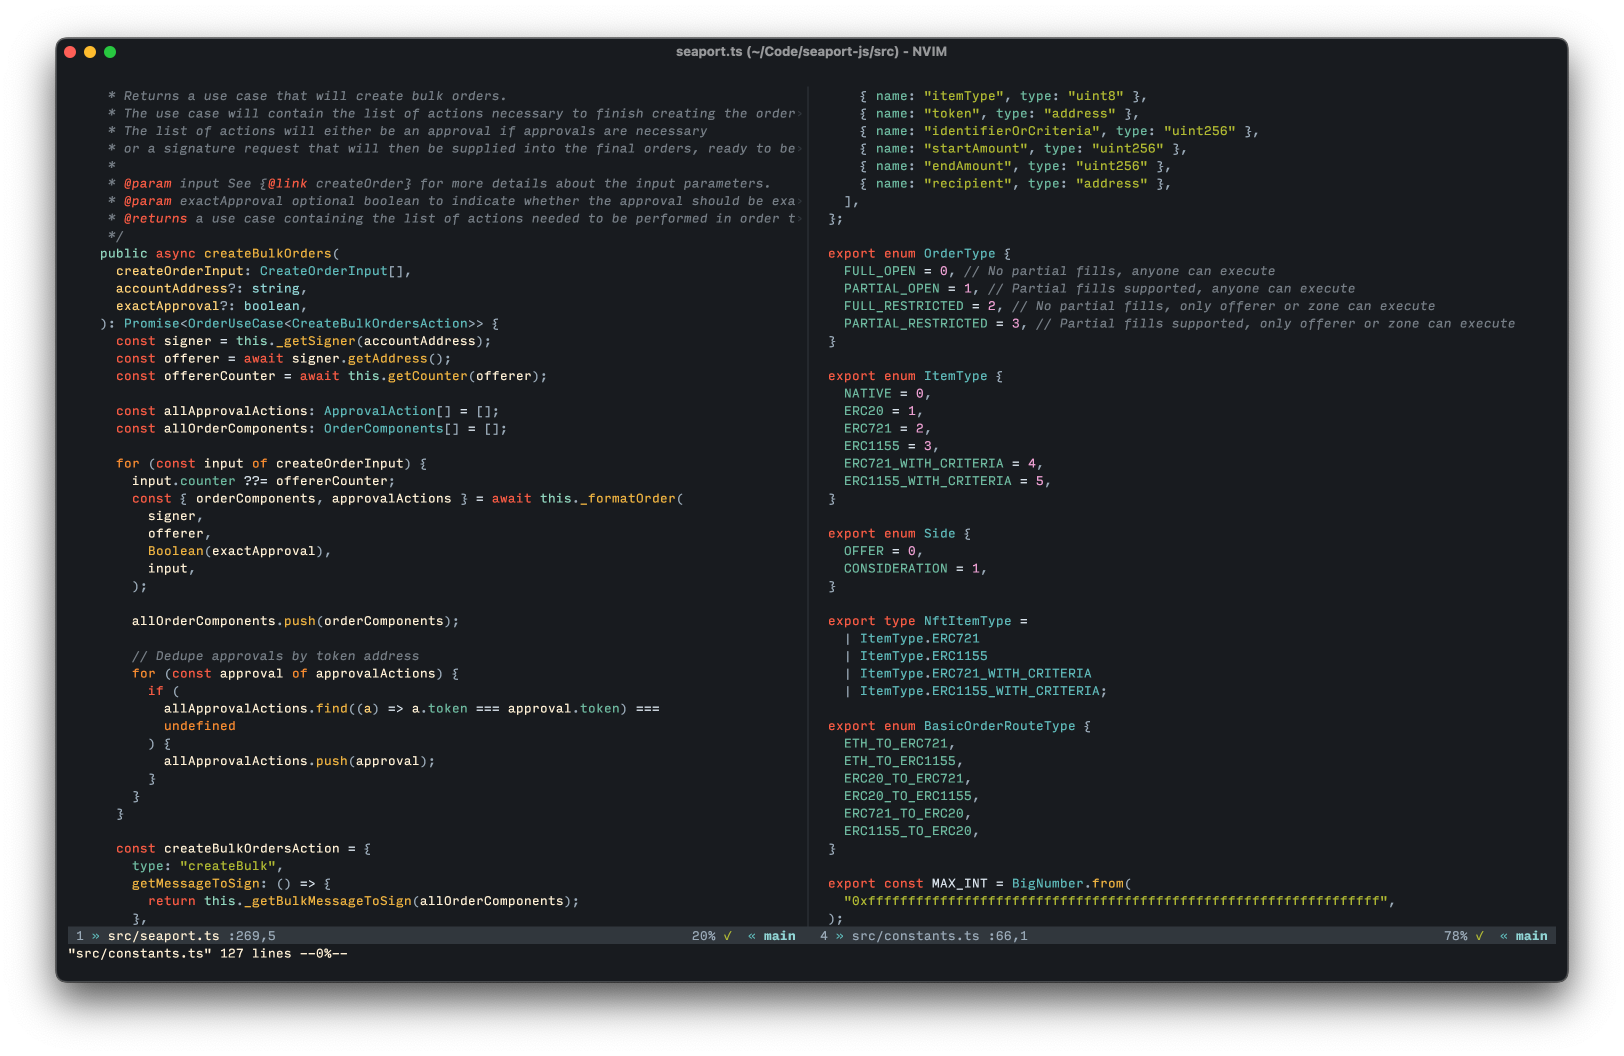 seaport.ts (~/Code/seaport-js/src) - NVIM
* Returns a use case that will create bulk orders.
* The use case will contain the list of actions necessary to finish creating the order›
* The list of actions will either be an approval if approvals are necessary
* or a signature request that will then be supplied into the final orders, ready to be›
*
* @param input See {@link createOrder} for more details about the input parameters.
* @param exactApproval optional boolean to indicate whether the approval should be exa›
* @returns a use case containing the list of actions needed to be performed in order t›
*/
public async createBulkOrders(
createOrderInput: CreateOrderInput[],
accountAddress?: string,
exactApproval?: boolean,
): Promise<OrderUseCase<CreateBulkOrdersAction>> {
const signer = this._getSigner(accountAddress);
const offerer = await signer.getAddress();
const offererCounter = await this.getCounter(offerer);
const allApprovalActions: ApprovalAction[] = [];
const allOrderComponents: OrderComponents[] = [];
for (const input of createOrderInput) {
input.counter ??= offererCounter;
const { orderComponents, approvalActions } = await this._formatOrder(
signer,
offerer,
Boolean(exactApproval),
input,
);
allOrderComponents.push(orderComponents);
// Dedupe approvals by token address
for (const approval of approvalActions) {
if (
allApprovalActions.find((a) => a.token === approval.token) ===
undefined
) {
allApprovalActions.push(approval);
}
}
}
const createBulkOrdersAction = {
type: "createBulk",
getMessageToSign: () => {
return this._getBulkMessageToSign(allOrderComponents);
},
1 » src/seaport.ts :269,5 20% ✓ « main
{ name: "itemType", type: "uint8" },
{ name: "token", type: "address" },
{ name: "identifierOrCriteria", type: "uint256" },
{ name: "startAmount", type: "uint256" },
{ name: "endAmount", type: "uint256" },
{ name: "recipient", type: "address" },
],
};
export enum OrderType {
FULL_OPEN = 0, // No partial fills, anyone can execute
PARTIAL_OPEN = 1, // Partial fills supported, anyone can execute
FULL_RESTRICTED = 2, // No partial fills, only offerer or zone can execute
PARTIAL_RESTRICTED = 3, // Partial fills supported, only offerer or zone can execute
}
export enum ItemType {
NATIVE = 0,
ERC20 = 1,
ERC721 = 2,
ERC1155 = 3,
ERC721_WITH_CRITERIA = 4,
ERC1155_WITH_CRITERIA = 5,
}
export enum Side {
OFFER = 0,
CONSIDERATION = 1,
}
export type NftItemType =
| ItemType.ERC721
| ItemType.ERC1155
| ItemType.ERC721_WITH_CRITERIA
| ItemType.ERC1155_WITH_CRITERIA;
export enum BasicOrderRouteType {
ETH_TO_ERC721,
ETH_TO_ERC1155,
ERC20_TO_ERC721,
ERC20_TO_ERC1155,
ERC721_TO_ERC20,
ERC1155_TO_ERC20,
}
export const MAX_INT = BigNumber.from(
"0xffffffffffffffffffffffffffffffffffffffffffffffffffffffffffffffff",
);
4 » src/constants.ts :66,1 78% ✓ « main
"src/constants.ts" 127 lines --0%--